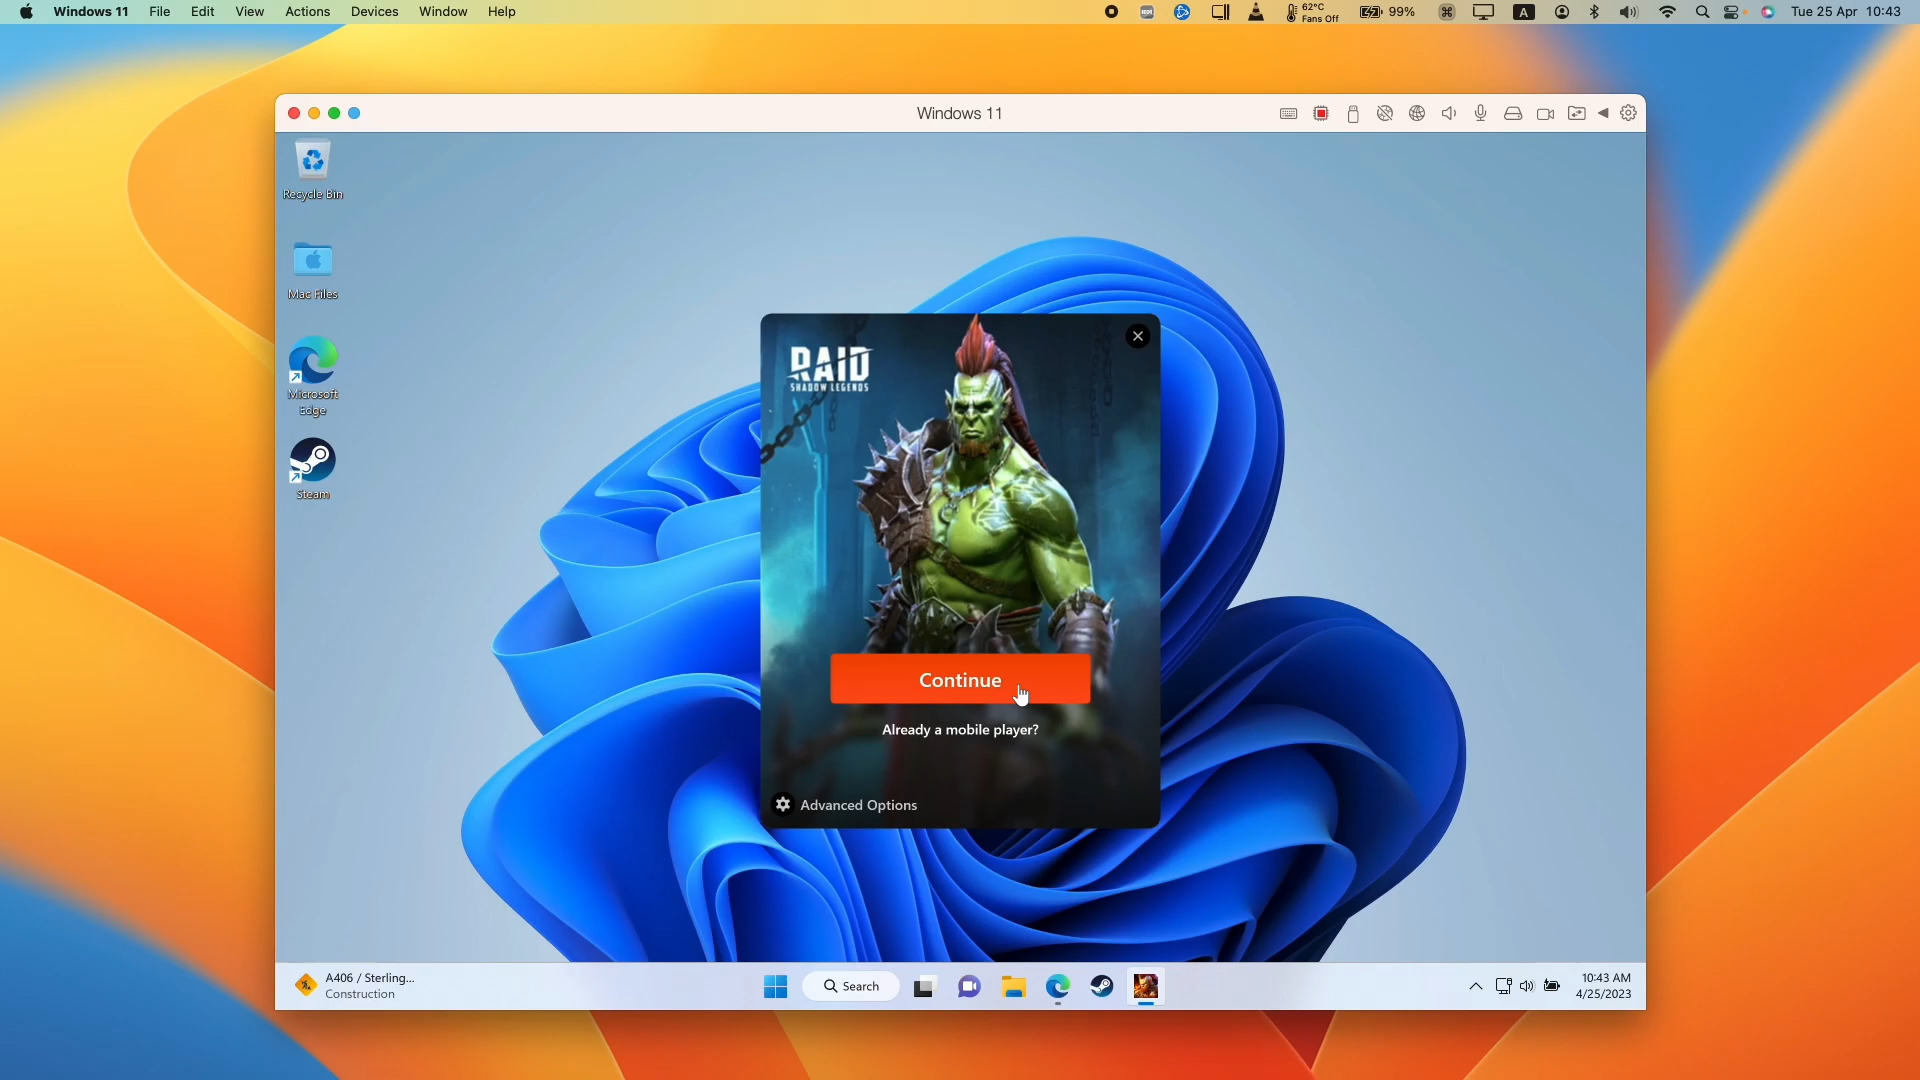 Windows 11 File Edit View Actions Devices Window Help
62°C
Fans Off
99%
A
Tue 25 Apr 10:43
Windows 11
Recycle Bin
Mac Files
Microsoft
Edge
Steam
RAID
SHADOW LEGENDS
Continue
Already a mobile player?
Advanced Options
A406 / Sterling...
Construction
Search
10:43 AM
4/25/2023